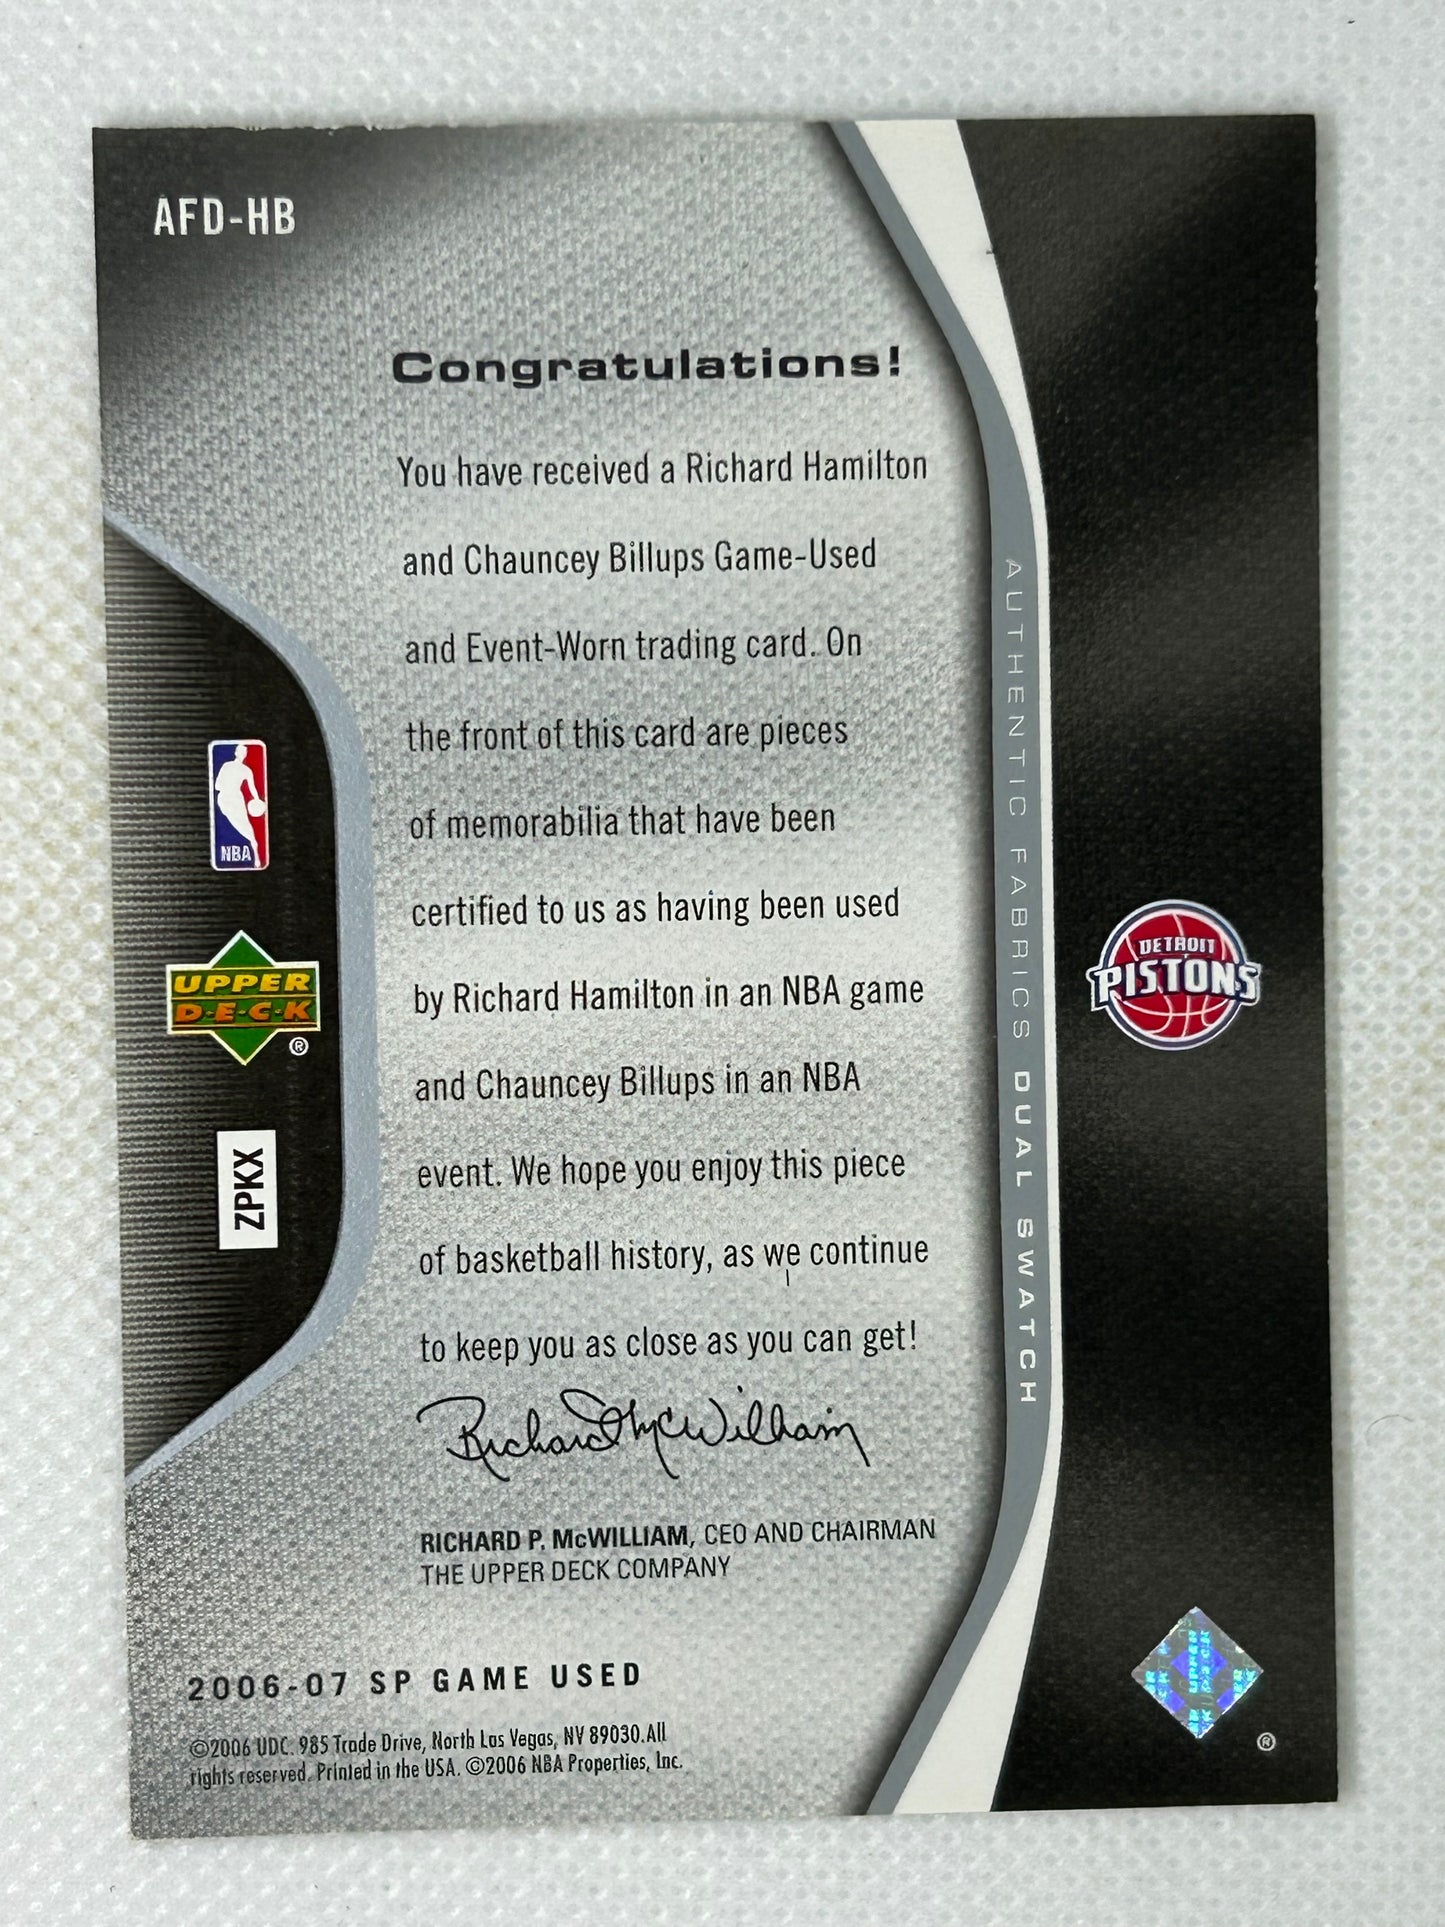 AFD-HB
Congratulations!
You have received a Richard Hamilton
and Chauncey Billups Game-Used
and Event-Worn trading card. On
the front of this card are pieces
of memorabilia that have been
certified to us as having been used
by Richard Hamilton in an NBA game
and Chauncey Billups in an NBA
event. We hope you enjoy this piece
of basketball history, as we continue
to keep you as close as you can get!
Richard McWilliam
RICHARD P. McWILLIAM, CEO AND CHAIRMAN
THE UPPER DECK COMPANY
2006-07 SP GAME USED
©2006 UDC. 985 Trade Drive, North Las Vegas, NV 89030. All
rights reserved. Printed in the USA. ©2006 NBA Properties, Inc.
NBA
UPPER
D·E·C·K
®
ZPKX
AUTHENTIC FABRICS DUAL SWATCH
DETROIT
PISTONS
®